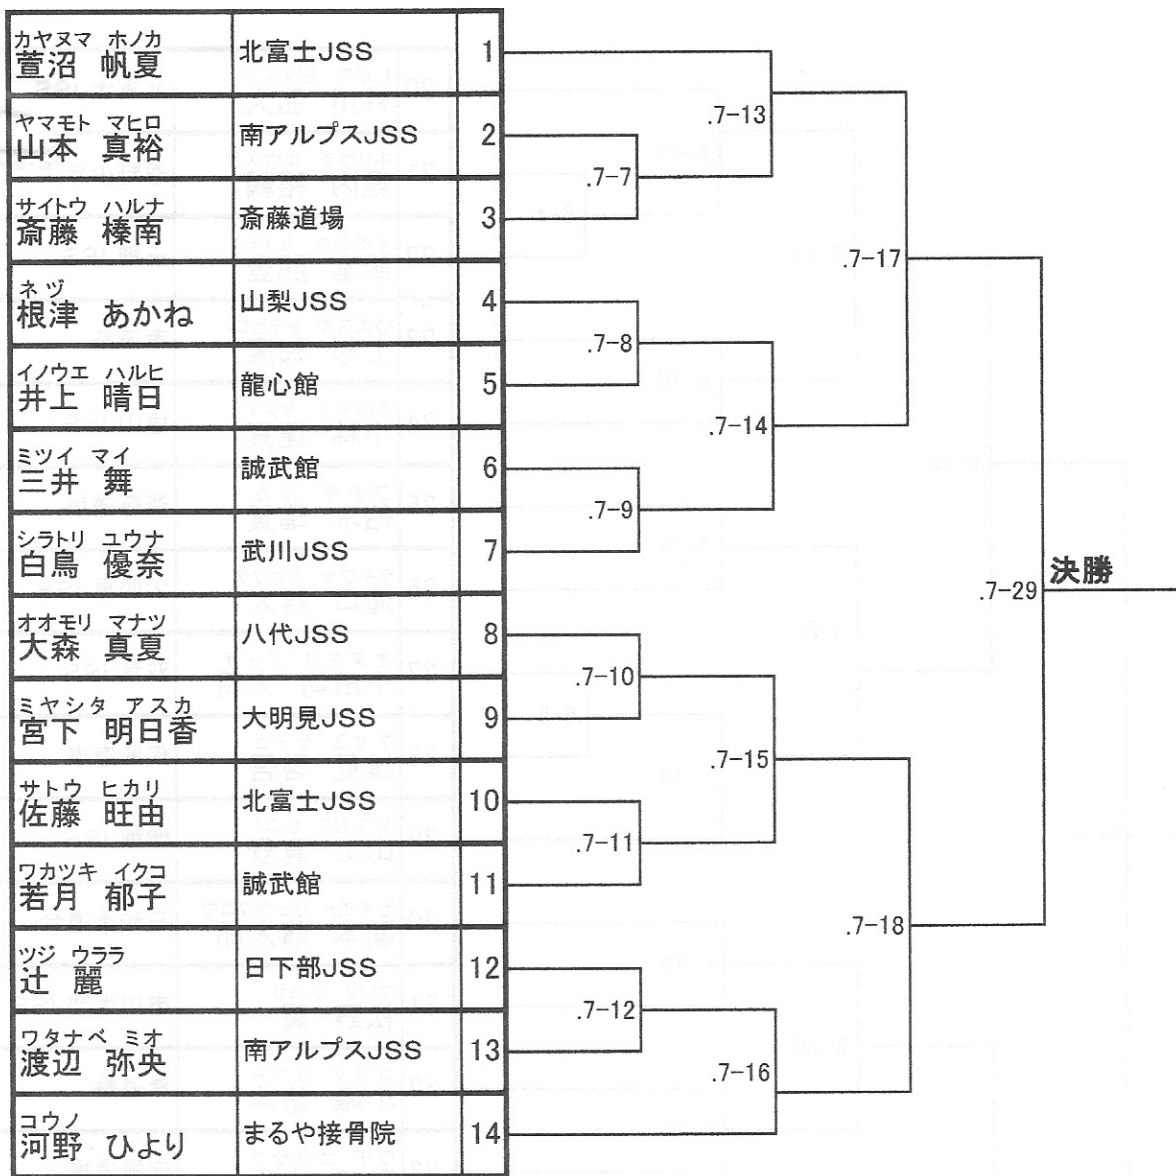 カヤヌマ ホノカ
萱沼 帆夏 北富士JSS 1
ヤマモト マヒロ
山本 真裕 南アルプスJSS 2
サイトウ ハルナ
斎藤 榛南 斎藤道場 3
ネヅ
根津 あかね 山梨JSS 4
イノウエ ハルヒ
井上 晴日 龍心館 5
ミツイ マイ
三井 舞 誠武館 6
シラトリ ユウナ
白鳥 優奈 武川JSS 7
オオモリ マナツ
大森 真夏 八代JSS 8
ミヤシタ アスカ
宮下 明日香 大明見JSS 9
サトウ ヒカリ
佐藤 旺由 北富士JSS 10
ワカツキ イクコ
若月 郁子 誠武館 11
ツジ ウララ
辻 麗 日下部JSS 12
ワタナベ ミオ
渡辺 弥央 南アルプスJSS 13
コウノ
河野 ひより まるや接骨院 14
.7-7
.7-8
.7-9
.7-10
.7-11
.7-12
.7-13
.7-14
.7-15
.7-16
.7-17
.7-18
.7-29
決勝